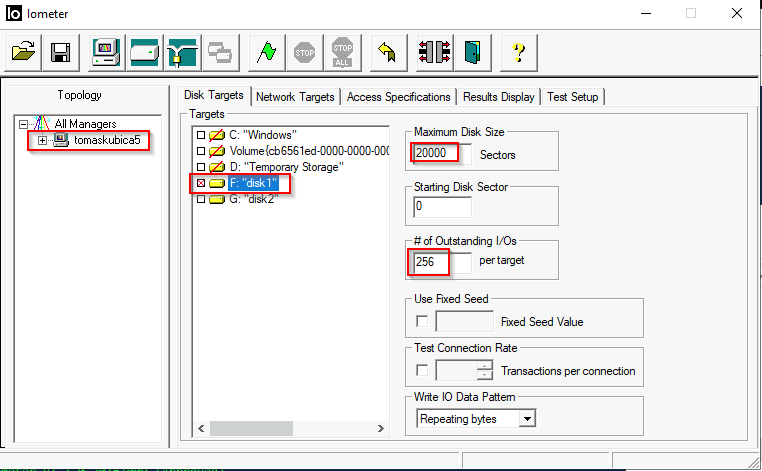 Io Iometer
STOP
STOP
ALL
?
Topology
All Managers
tomaskubica5
Disk Targets
Network Targets
Access Specifications
Results Display
Test Setup
Targets
C: "Windows"
Volume{cb6561ed-0000-0000-000
D: "Temporary Storage"
F: "disk1"
G: "disk2"
Maximum Disk Size
20000 Sectors
Starting Disk Sector
0
# of Outstanding I/Os
256 per target
Use Fixed Seed
Fixed Seed Value
Test Connection Rate
Transactions per connection
Write IO Data Pattern
Repeating bytes